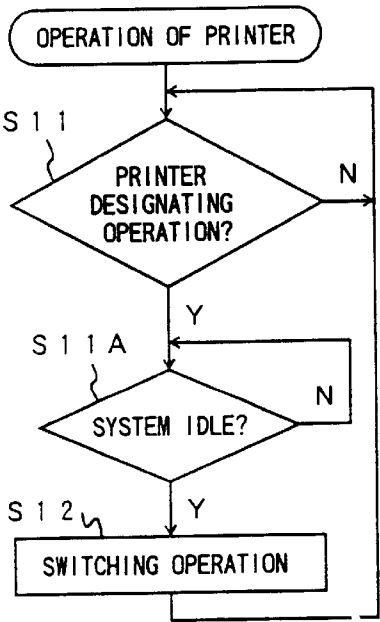 OPERATION OF PRINTER
S11
PRINTER
DESIGNATING
OPERATION?
N
Y
S11A
SYSTEM IDLE?
N
Y
S12
SWITCHING OPERATION